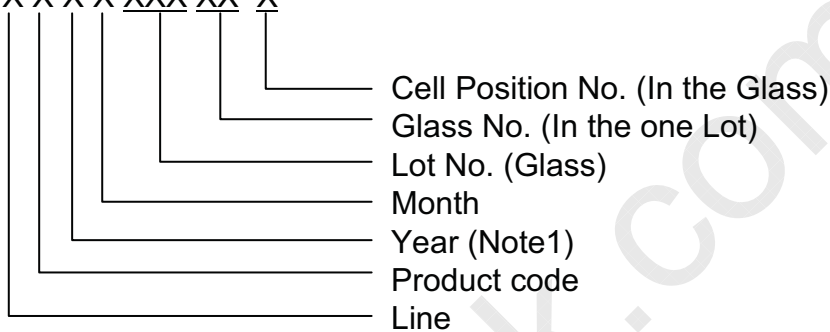 X X X X XXX XX X
Cell Position No. (In the Glass)
Glass No. (In the one Lot)
Lot No. (Glass)
Month
Year (Note1)
Product code
Line